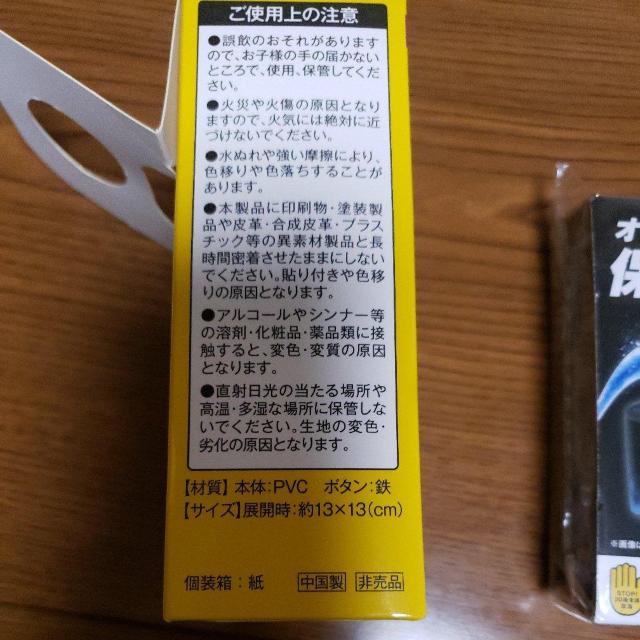 ご使用上の注意
●誤飲のおそれがありますので、お子様の手の届かないところで、使用、保管してください。
●火災や火傷の原因となりますので、火気には絶対に近づけないでください。
●水ぬれや強い摩擦により、色移りや色落ちすることがあります。
●本製品に印刷物・塗装製品や皮革・合成皮革・プラスチック等の異素材製品と長時間密着させたままにしないでください。貼り付きや色移りの原因となります。
●アルコールやシンナー等の溶剤・化粧品・薬品類に接触すると、変色・変質の原因となります。
●直射日光の当たる場所や高温・多湿な場所に保管しないでください。生地の変色・劣化の原因となります。
【材質】本体:PVC ボタン:鉄
【サイズ】展開時:約13×13(cm)
個装箱:紙 中国製 非売品
オ
保
※画像は
STOP!